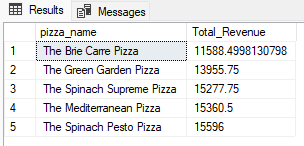 Results Messages
pizza_name Total_Revenue
1 The Brie Carre Pizza 11588.4998130798
2 The Green Garden Pizza 13955.75
3 The Spinach Supreme Pizza 15277.75
4 The Mediterranean Pizza 15360.5
5 The Spinach Pesto Pizza 15596